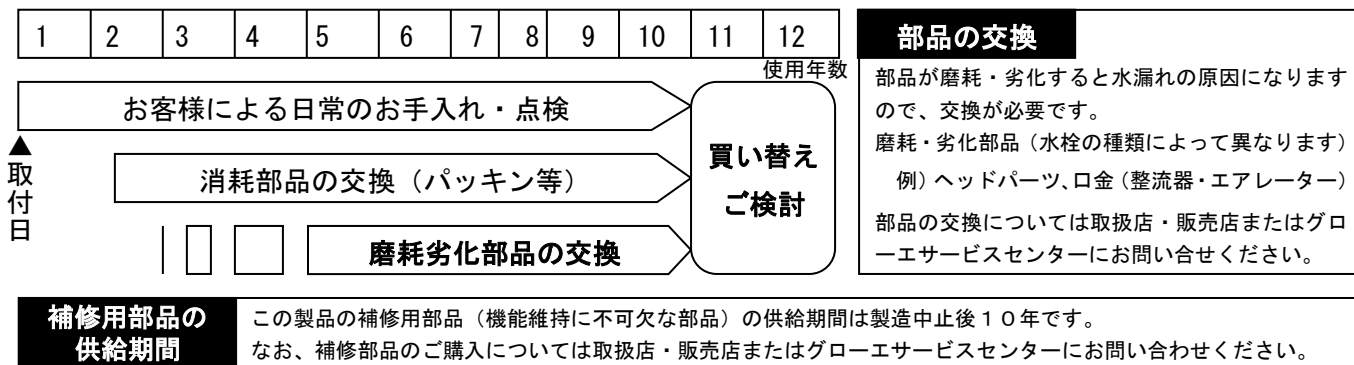 1 2 3 4 5 6 7 8 9 10 11 12
使用年数
お客様による日常のお手入れ・点検
▲
取
付
日
消耗部品の交換（パッキン等）
磨耗劣化部品の交換
買い替え
ご検討
部品の交換
部品が磨耗・劣化すると水漏れの原因になります
ので、交換が必要です。
磨耗・劣化部品（水栓の種類によって異なります）
例）ヘッドパーツ、口金（整流器・エアレーター）
部品の交換については取扱店・販売店またはグロ
ーエサービスセンターにお問い合せください。
補修用部品の
供給期間
この製品の補修用部品（機能維持に不可欠な部品）の供給期間は製造中止後１０年です。
なお、補修部品のご購入については取扱店・販売店またはグローエサービスセンターにお問い合わせください。